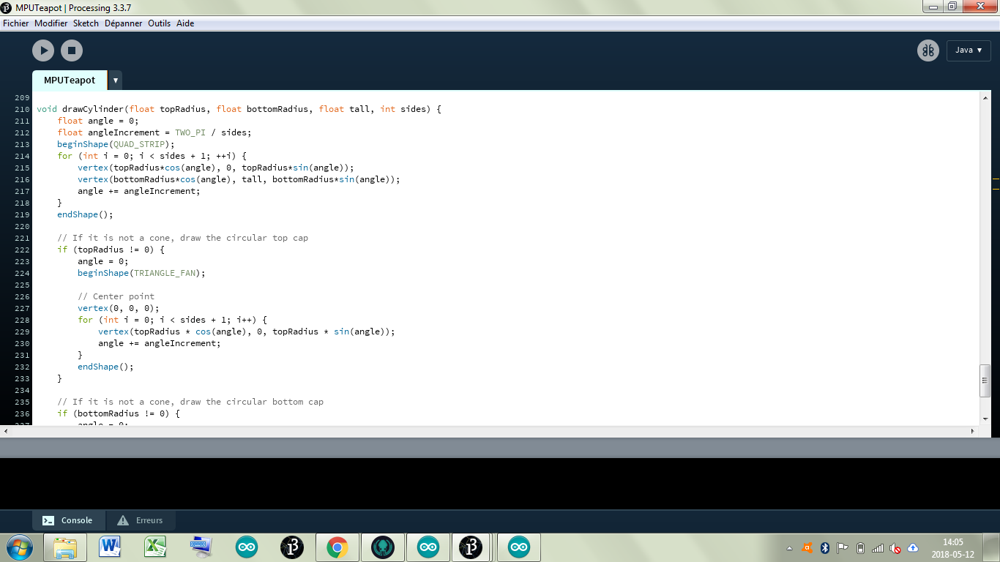 MPUTeapot | Processing 3.3.7
Fichier Modifier Sketch Dépanner Outils Aide
Java ▼
MPUTeapot ▼
209
210 void drawCylinder(float topRadius, float bottomRadius, float tall, int sides) {
211 float angle = 0;
212 float angleIncrement = TWO_PI / sides;
213 beginShape(QUAD_STRIP);
214 for (int i = 0; i < sides + 1; ++i) {
215 vertex(topRadius*cos(angle), 0, topRadius*sin(angle));
216 vertex(bottomRadius*cos(angle), tall, bottomRadius*sin(angle));
217 angle += angleIncrement;
218 }
219 endShape();
220
221 // If it is not a cone, draw the circular top cap
222 if (topRadius != 0) {
223 angle = 0;
224 beginShape(TRIANGLE_FAN);
225
226 // Center point
227 vertex(0, 0, 0);
228 for (int i = 0; i < sides + 1; i++) {
229 vertex(topRadius * cos(angle), 0, topRadius * sin(angle));
230 angle += angleIncrement;
231 }
232 endShape();
233 }
234
235 // If it is not a cone, draw the circular bottom cap
236 if (bottomRadius != 0) {
237 angle = 0;
Console Erreurs
14:05
2018-05-12